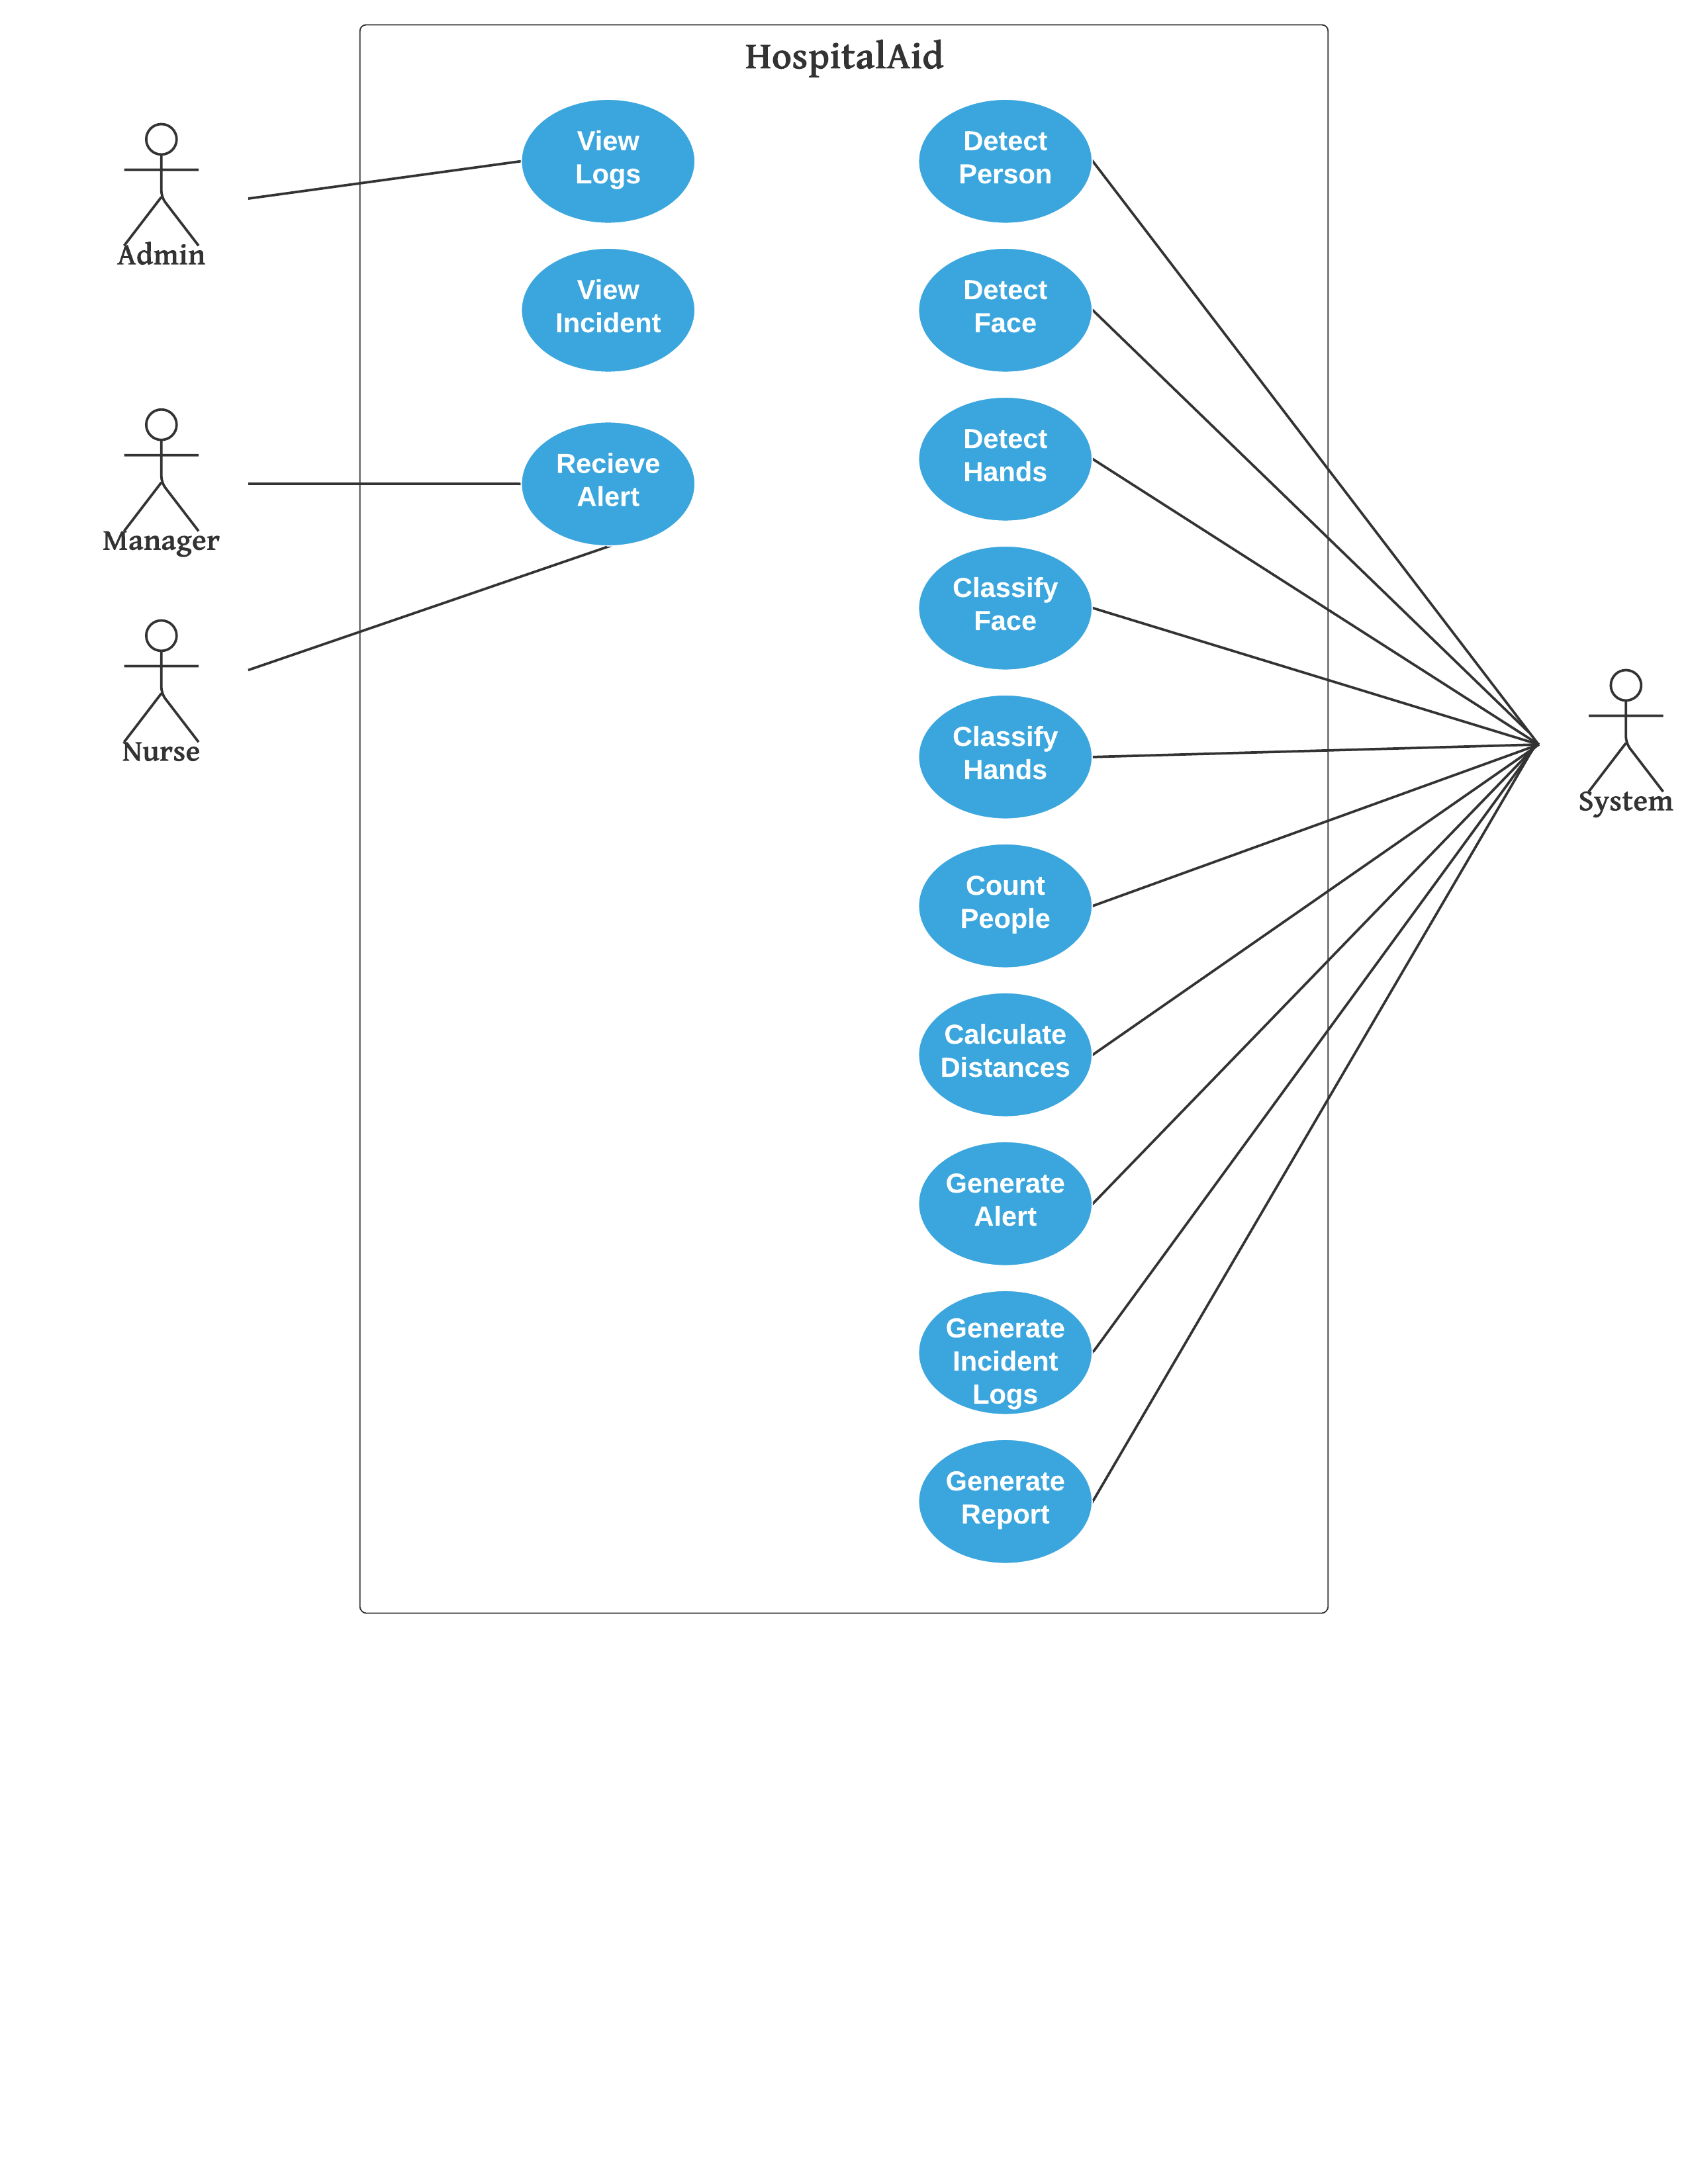 HospitalAid
Admin
View
Logs
View
Incident
Manager
Recieve
Alert
Nurse
Detect
Person
Detect
Face
Detect
Hands
Classify
Face
Classify
Hands
Count
People
Calculate
Distances
Generate
Alert
Generate
Incident
Logs
Generate
Report
System